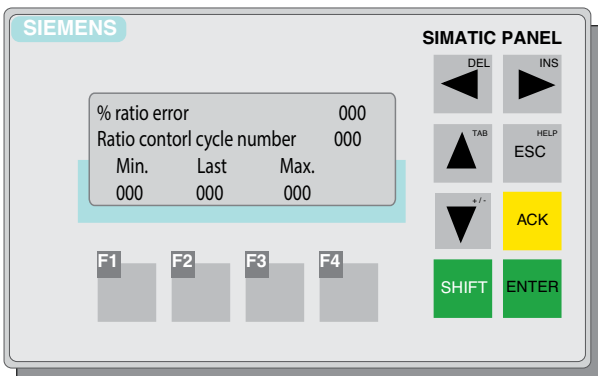 SIEMENS
SIMATIC PANEL
DEL
INS
% ratio error 000
Ratio contorl cycle number 000
Min. Last Max.
000 000 000
TAB
HELP
ESC
+/-
ACK
F1 F2 F3 F4
SHIFT ENTER